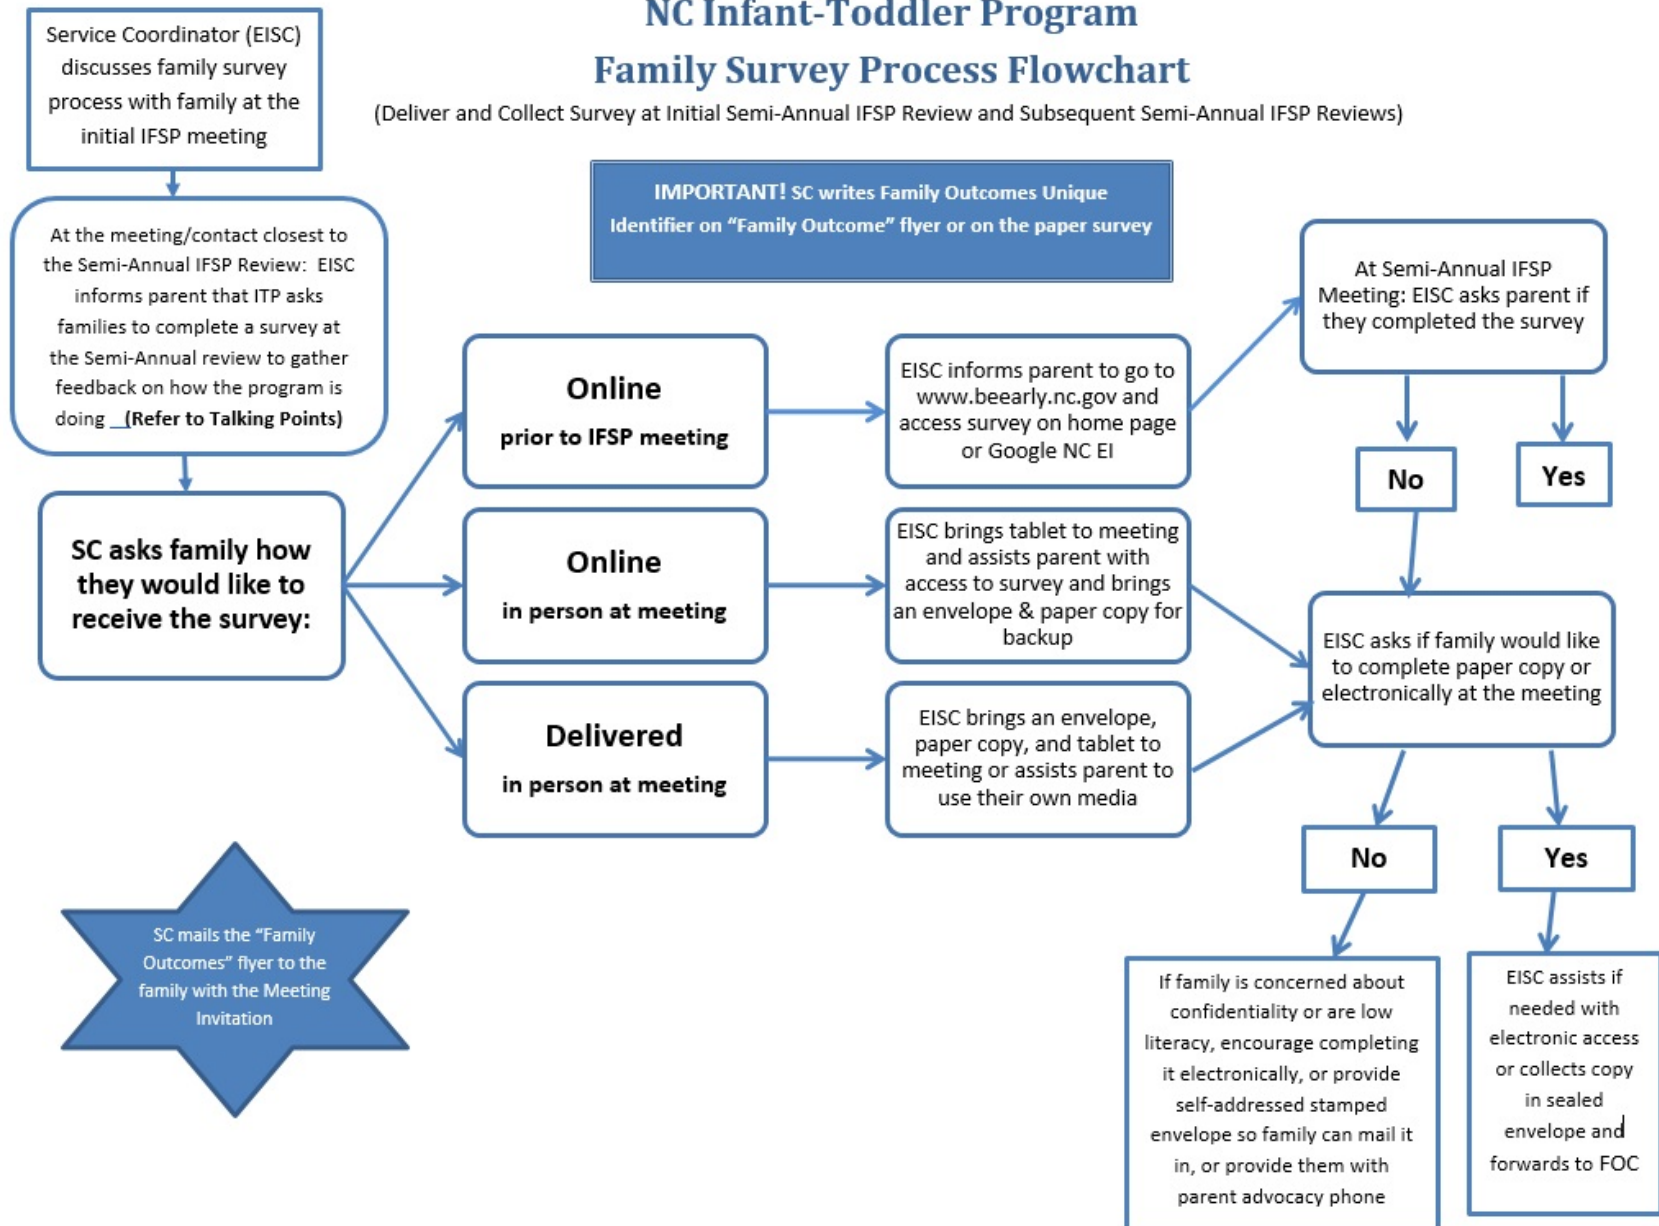 NC Infant-Toddler Program
Family Survey Process Flowchart
(Deliver and Collect Survey at Initial Semi-Annual IFSP Review and Subsequent Semi-Annual IFSP Reviews)
Service Coordinator (EISC)
discusses family survey
process with family at the
initial IFSP meeting
IMPORTANT! SC writes Family Outcomes Unique
Identifier on “Family Outcome” flyer or on the paper survey
At the meeting/contact closest to
the Semi-Annual IFSP Review: EISC
informs parent that ITP asks
families to complete a survey at
the Semi-Annual review to gather
feedback on how the program is
doing (Refer to Talking Points)
SC asks family how
they would like to
receive the survey:
Online
prior to IFSP meeting
EISC informs parent to go to
www.beearly.nc.gov and
access survey on home page
or Google NC EI
At Semi-Annual IFSP
Meeting: EISC asks parent if
they completed the survey
No
Yes
Online
in person at meeting
EISC brings tablet to meeting
and assists parent with
access to survey and brings
an envelope & paper copy for
backup
Delivered
in person at meeting
EISC brings an envelope,
paper copy, and tablet to
meeting or assists parent to
use their own media
EISC asks if family would like
to complete paper copy or
electronically at the meeting
No
Yes
If family is concerned about
confidentiality or are low
literacy, encourage completing
it electronically, or provide
self-addressed stamped
envelope so family can mail it
in, or provide them with
parent advocacy phone
EISC assists if
needed with
electronic access
or collects copy
in sealed
envelope and
forwards to FOC
SC mails the “Family
Outcomes” flyer to the
family with the Meeting
Invitation